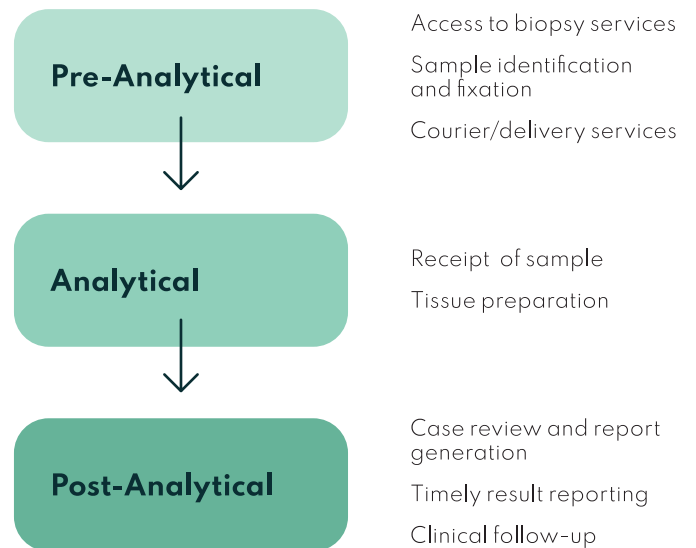 Pre-Analytical
Access to biopsy services
Sample identification
and fixation
Courier/delivery services
Analytical
Receipt of sample
Tissue preparation
Post-Analytical
Case review and report
generation
Timely result reporting
Clinical follow-up